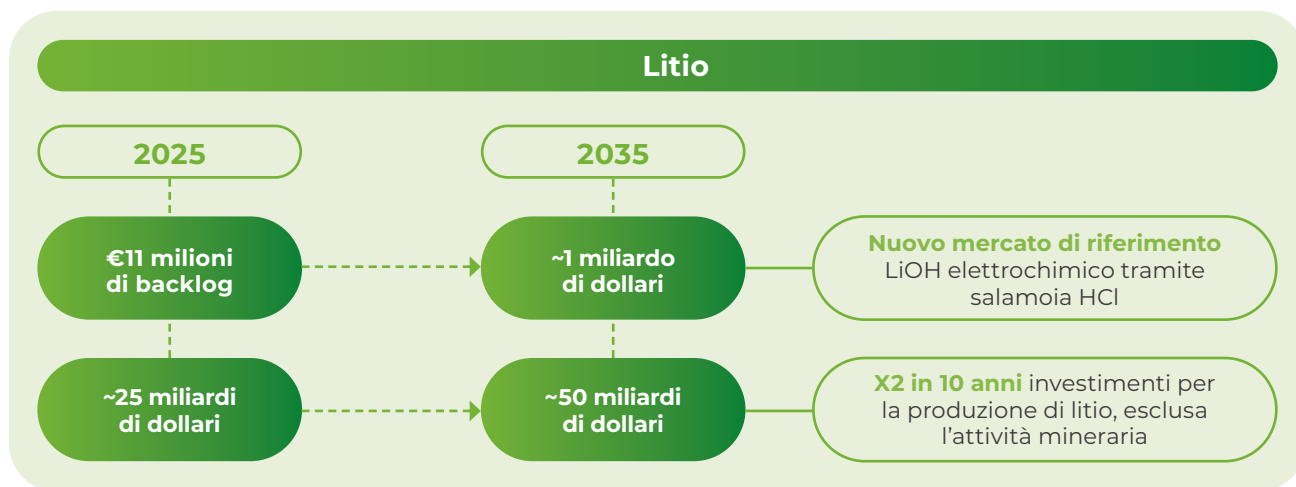 Litio
2025
2035
€11 milioni
di backlog
~1 miliardo
di dollari
Nuovo mercato di riferimento
LiOH elettrochimico tramite
salamoia HCl
~25 miliardi
di dollari
~50 miliardi
di dollari
X2 in 10 anni investimenti per
la produzione di litio, esclusa
l’attività mineraria